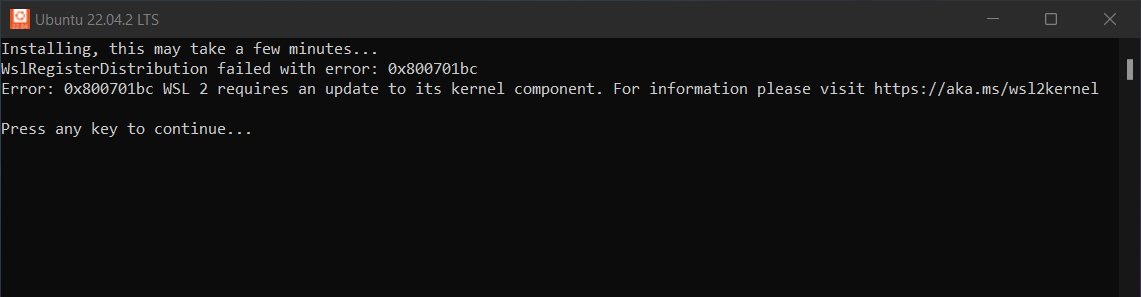 Ubuntu 22.04.2 LTS
Installing, this may take a few minutes...
WslRegisterDistribution failed with error: 0x800701bc
Error: 0x800701bc WSL 2 requires an update to its kernel component. For information please visit https://aka.ms/wsl2kernel
Press any key to continue...